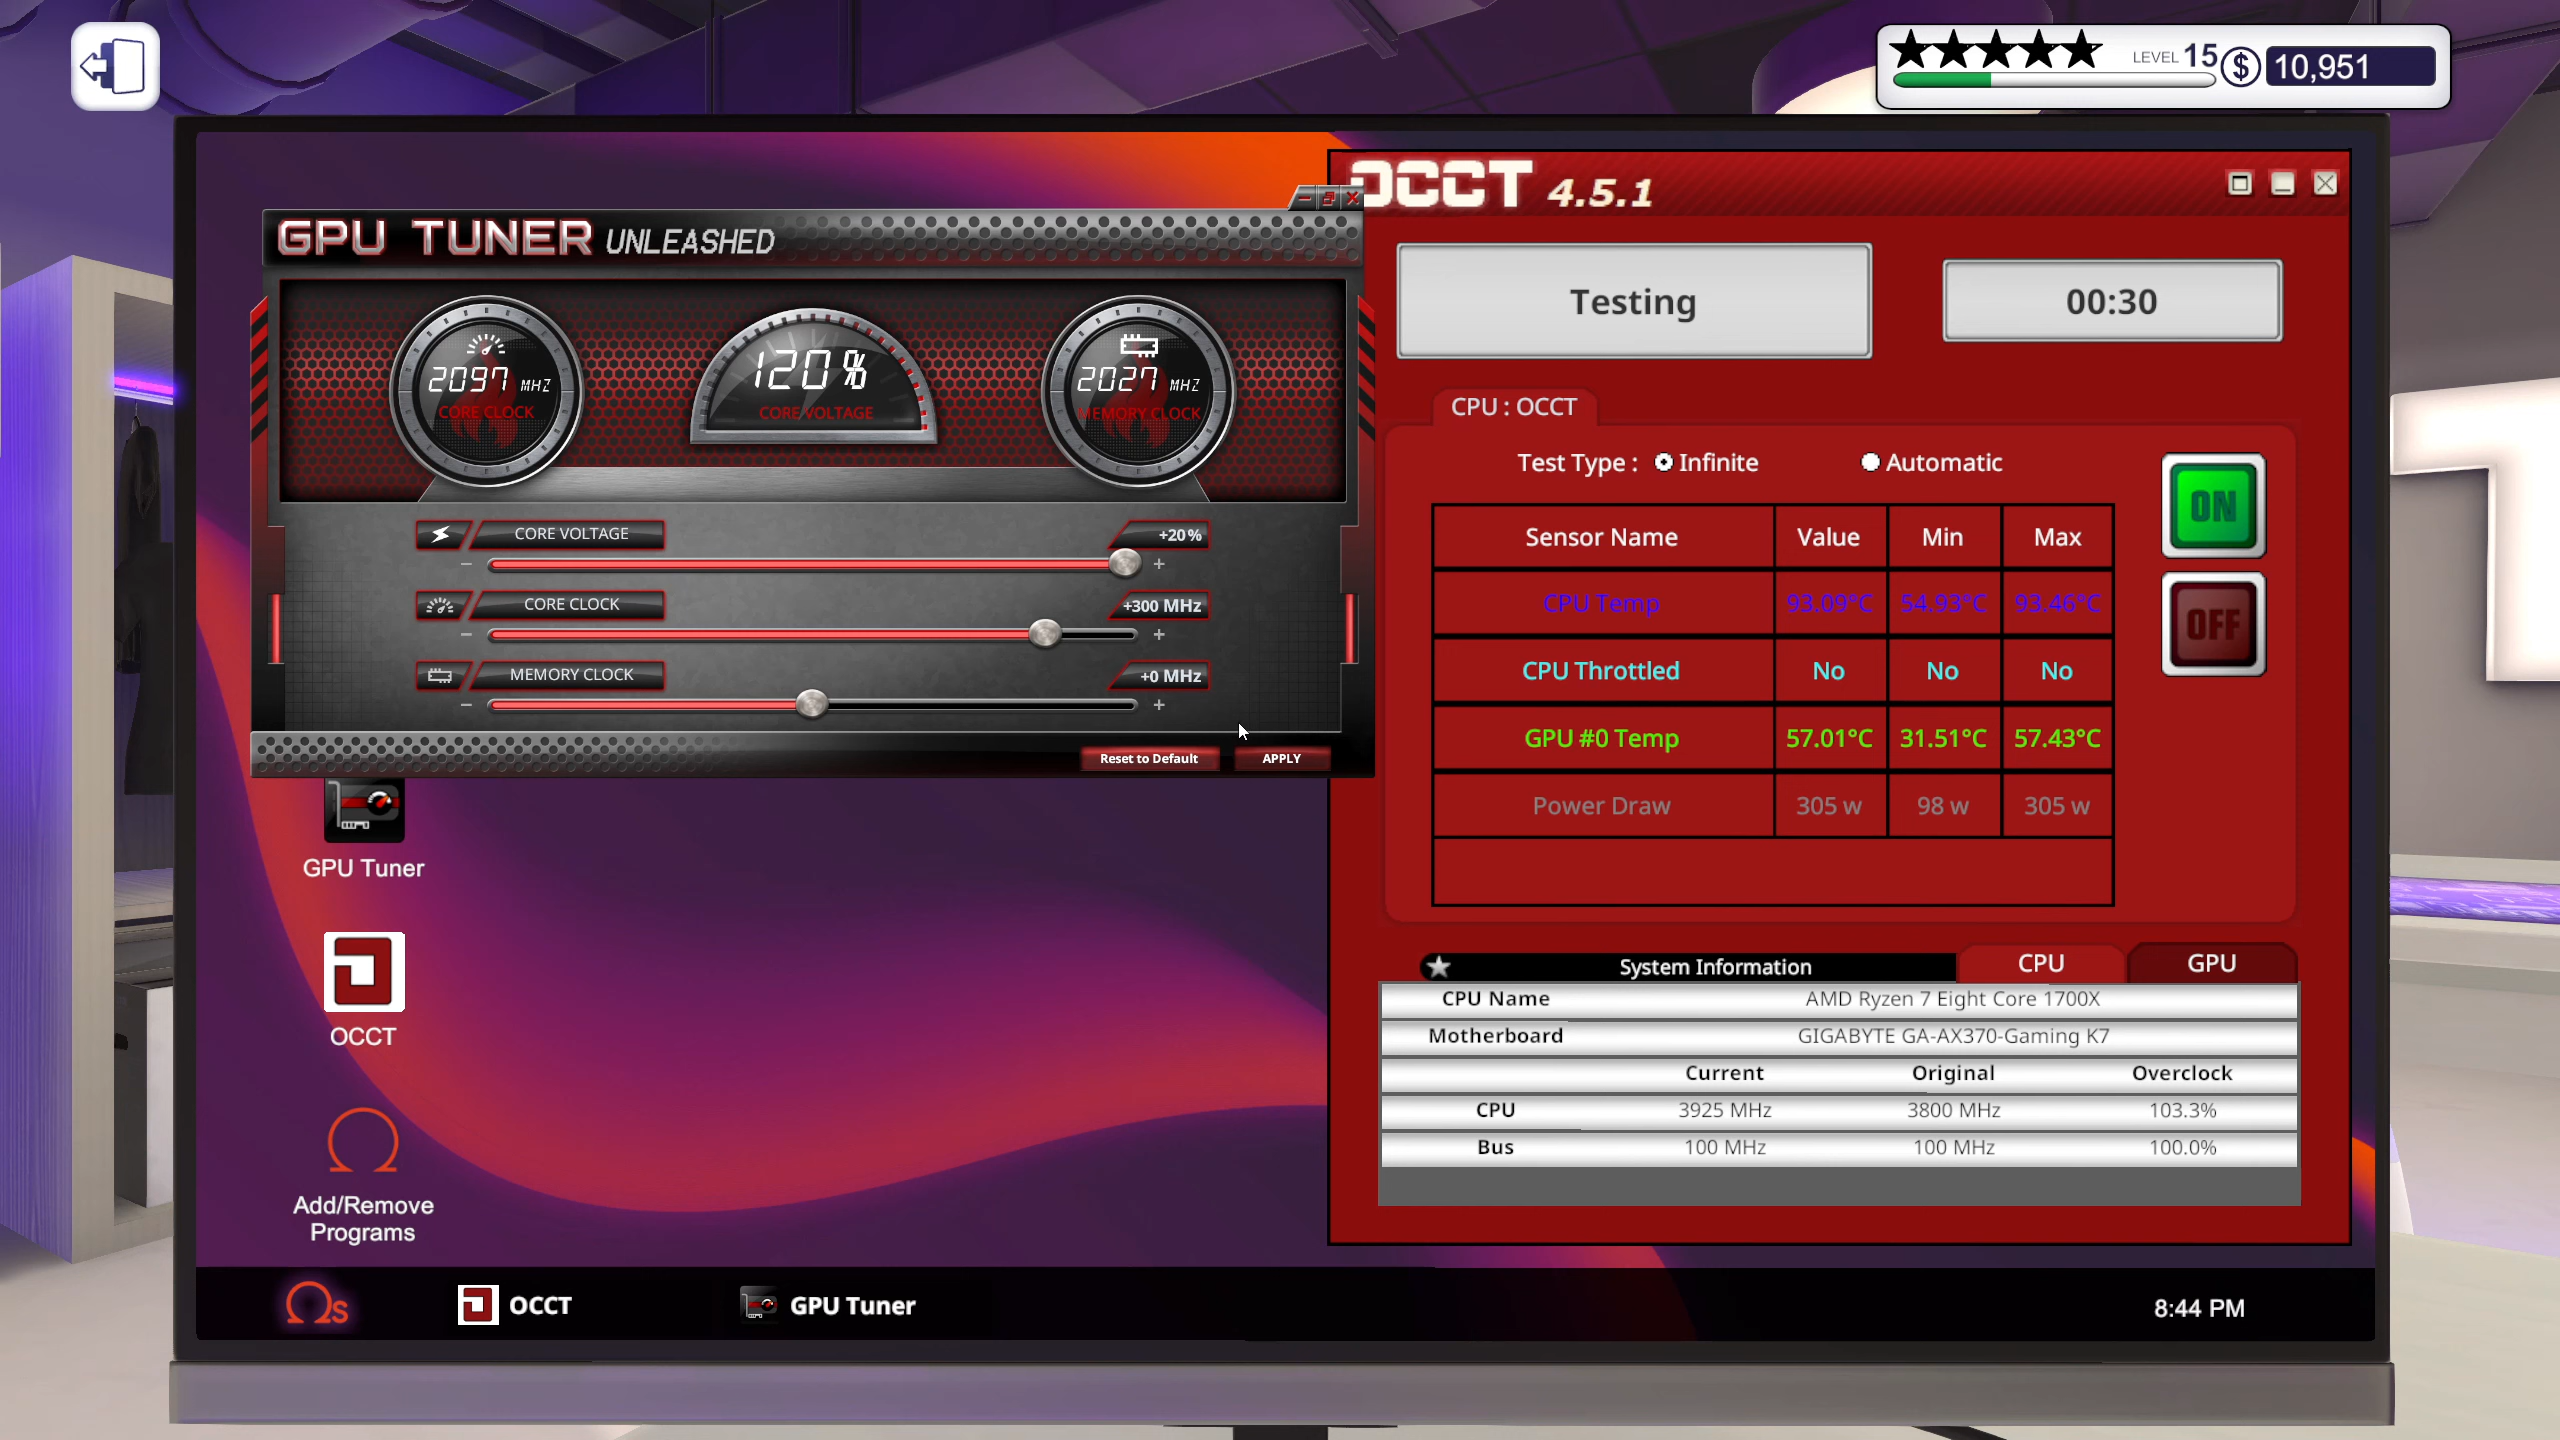 LEVEL 15
$ 10,951
GPU TUNER UNLEASHED
2097 MHZ
CORE CLOCK
120%
CORE VOLTAGE
2027 MHZ
MEMORY CLOCK
CORE VOLTAGE
+20%
− +
CORE CLOCK
+300 MHz
− +
MEMORY CLOCK
+0 MHz
− +
Reset to Default
APPLY
OCCT 4.5.1
Testing
00:30
CPU : OCCT
Test Type : Infinite Automatic
ON
OFF
Sensor Name Value Min Max
CPU Temp 93.09°C 54.93°C 93.46°C
CPU Throttled No No No
GPU #0 Temp 57.01°C 31.51°C 57.43°C
Power Draw 305 w 98 w 305 w
System Information
CPU
GPU
CPU Name AMD Ryzen 7 Eight Core 1700X
Motherboard GIGABYTE GA-AX370-Gaming K7
Current Original Overclock
CPU 3925 MHz 3800 MHz 103.3%
Bus 100 MHz 100 MHz 100.0%
GPU Tuner
OCCT
Add/Remove
Programs
Ωs
OCCT
GPU Tuner
8:44 PM